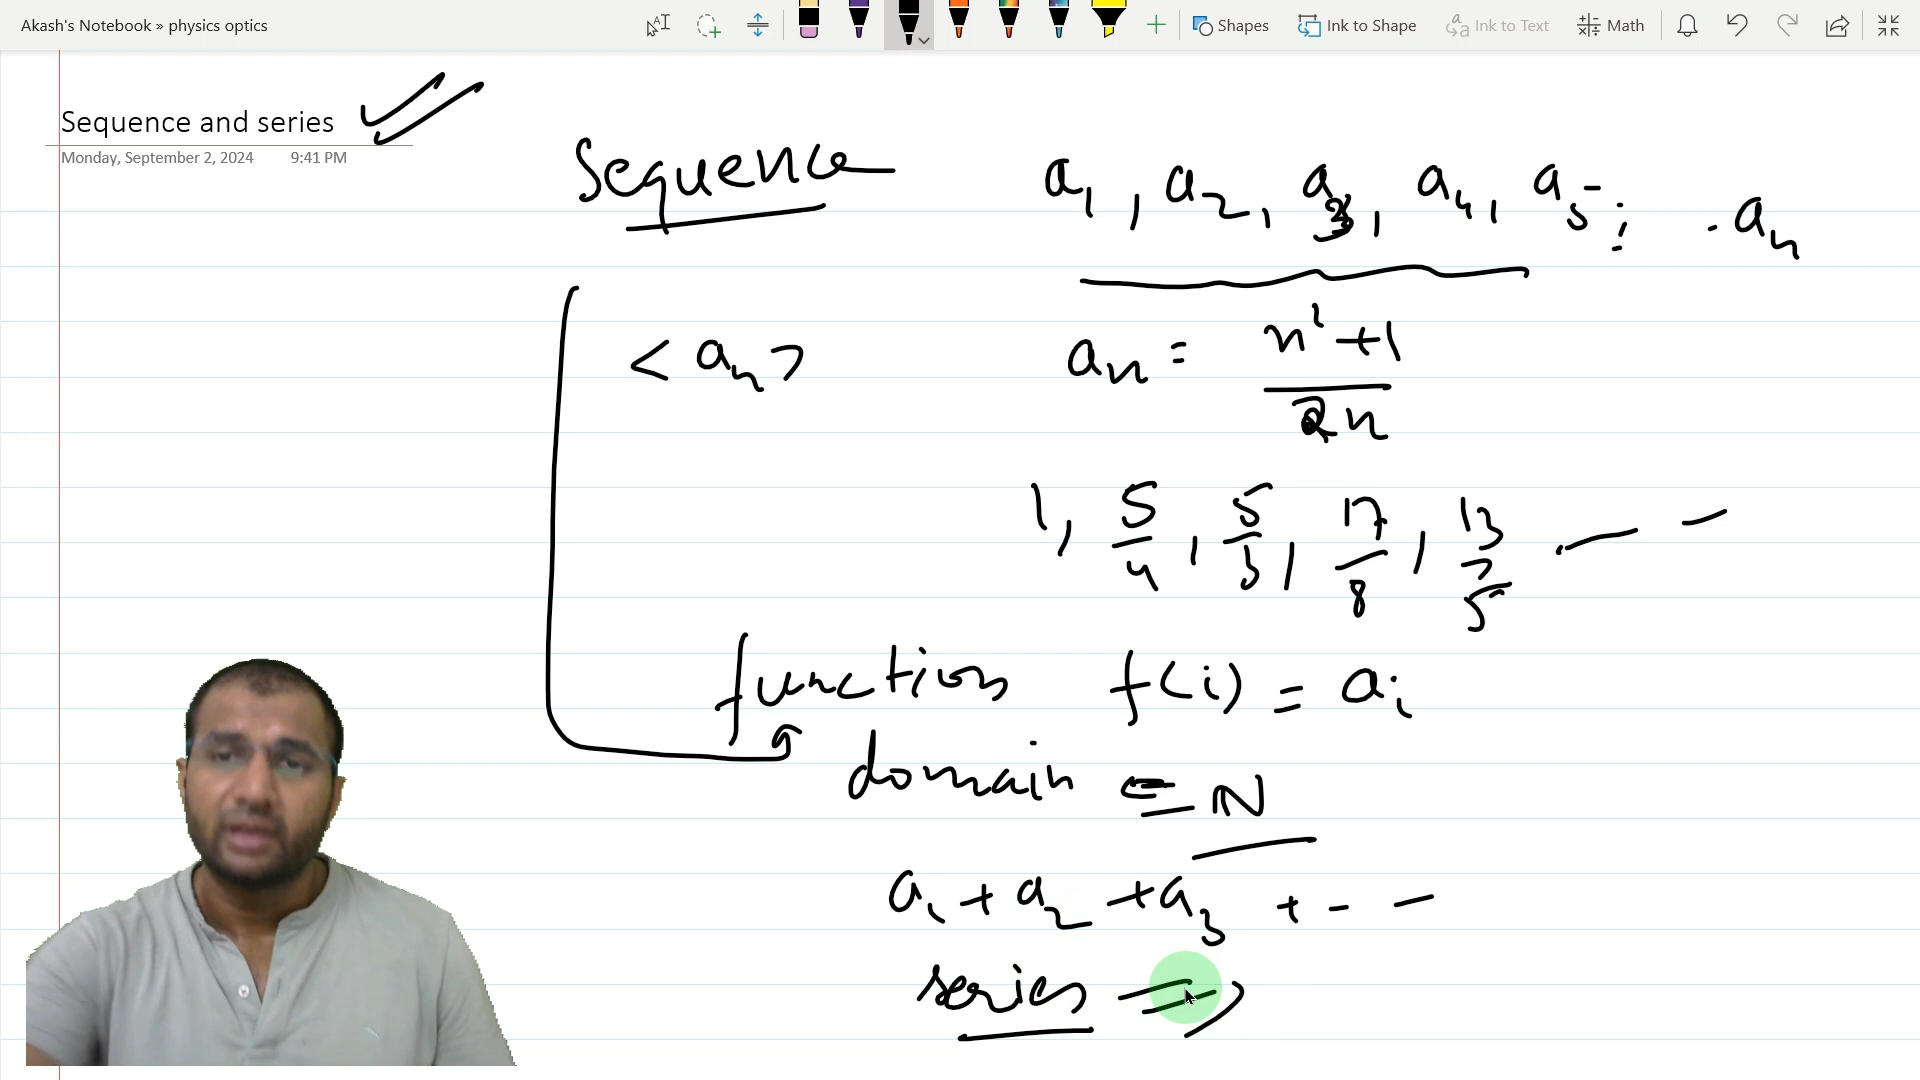 Akash's Notebook » physics optics
Shapes Ink to Shape Ink to Text Math
Sequence and series
Monday, September 2, 2024 9:41 PM
Sequence
a₁, a₂, a₃, a₄, a₅, . aₙ
< aₙ >
aₙ = (n² + 1) / 2n
1, 5/4, 5/3, 17/8, 13/5 - -
function f(i) = aᵢ
domain = N
a₁ + a₂ + a₃ + - -
series ⇒